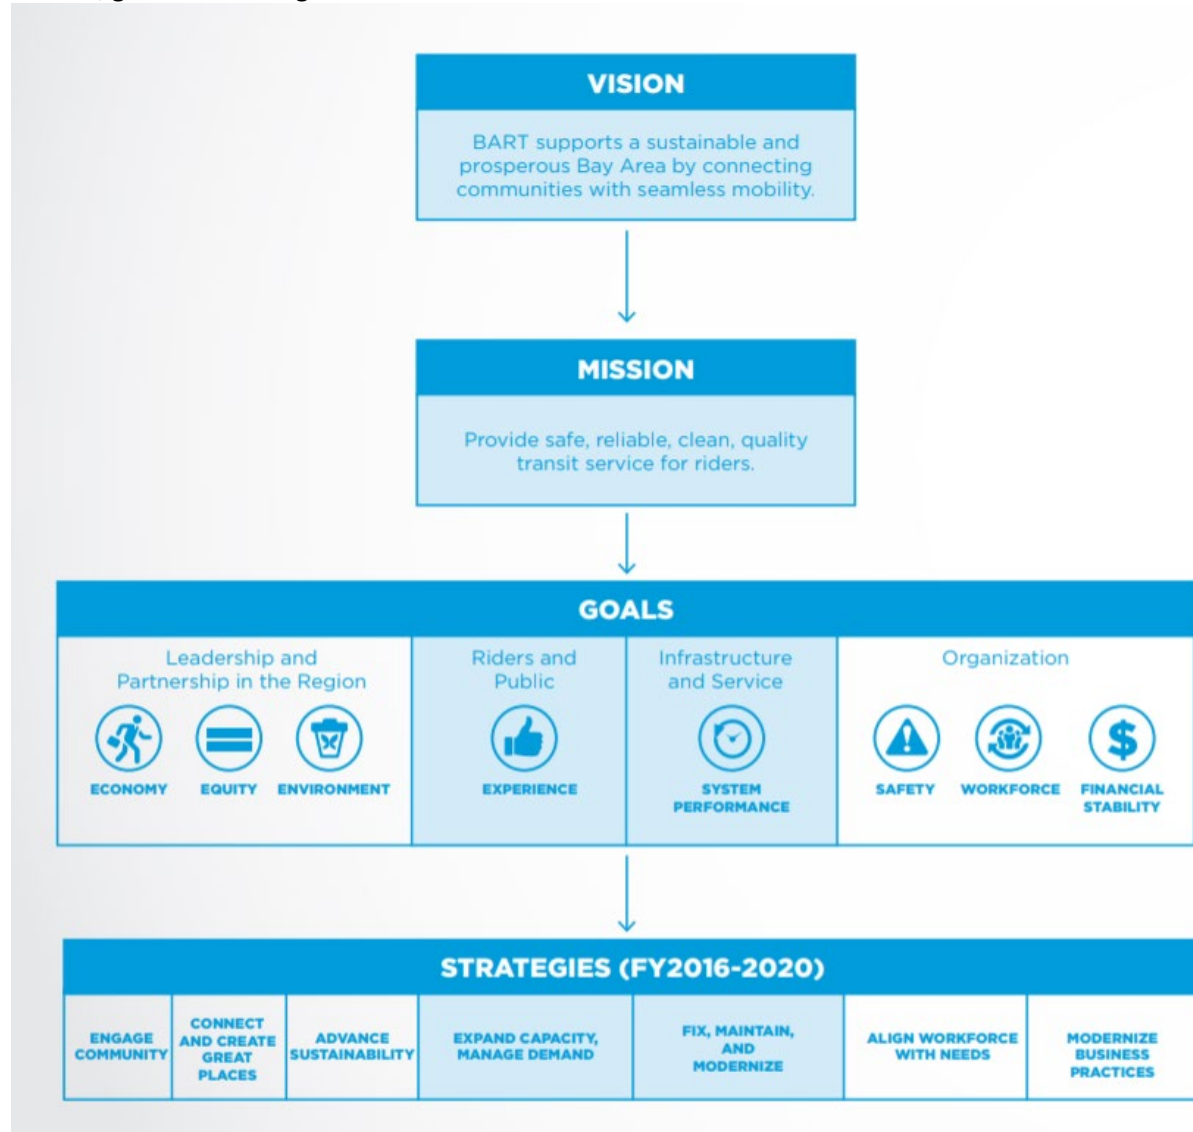 VISION
BART supports a sustainable and
prosperous Bay Area by connecting
communities with seamless mobility.
MISSION
Provide safe, reliable, clean, quality
transit service for riders.
GOALS
Leadership and
Partnership in the Region
ECONOMY
EQUITY
ENVIRONMENT
Riders and
Public
EXPERIENCE
Infrastructure
and Service
SYSTEM
PERFORMANCE
Organization
SAFETY
WORKFORCE
FINANCIAL
STABILITY
STRATEGIES (FY2016-2020)
ENGAGE
COMMUNITY
CONNECT
AND CREATE
GREAT
PLACES
ADVANCE
SUSTAINABILITY
EXPAND CAPACITY,
MANAGE DEMAND
FIX, MAINTAIN,
AND
MODERNIZE
ALIGN WORKFORCE
WITH NEEDS
MODERNIZE
BUSINESS
PRACTICES